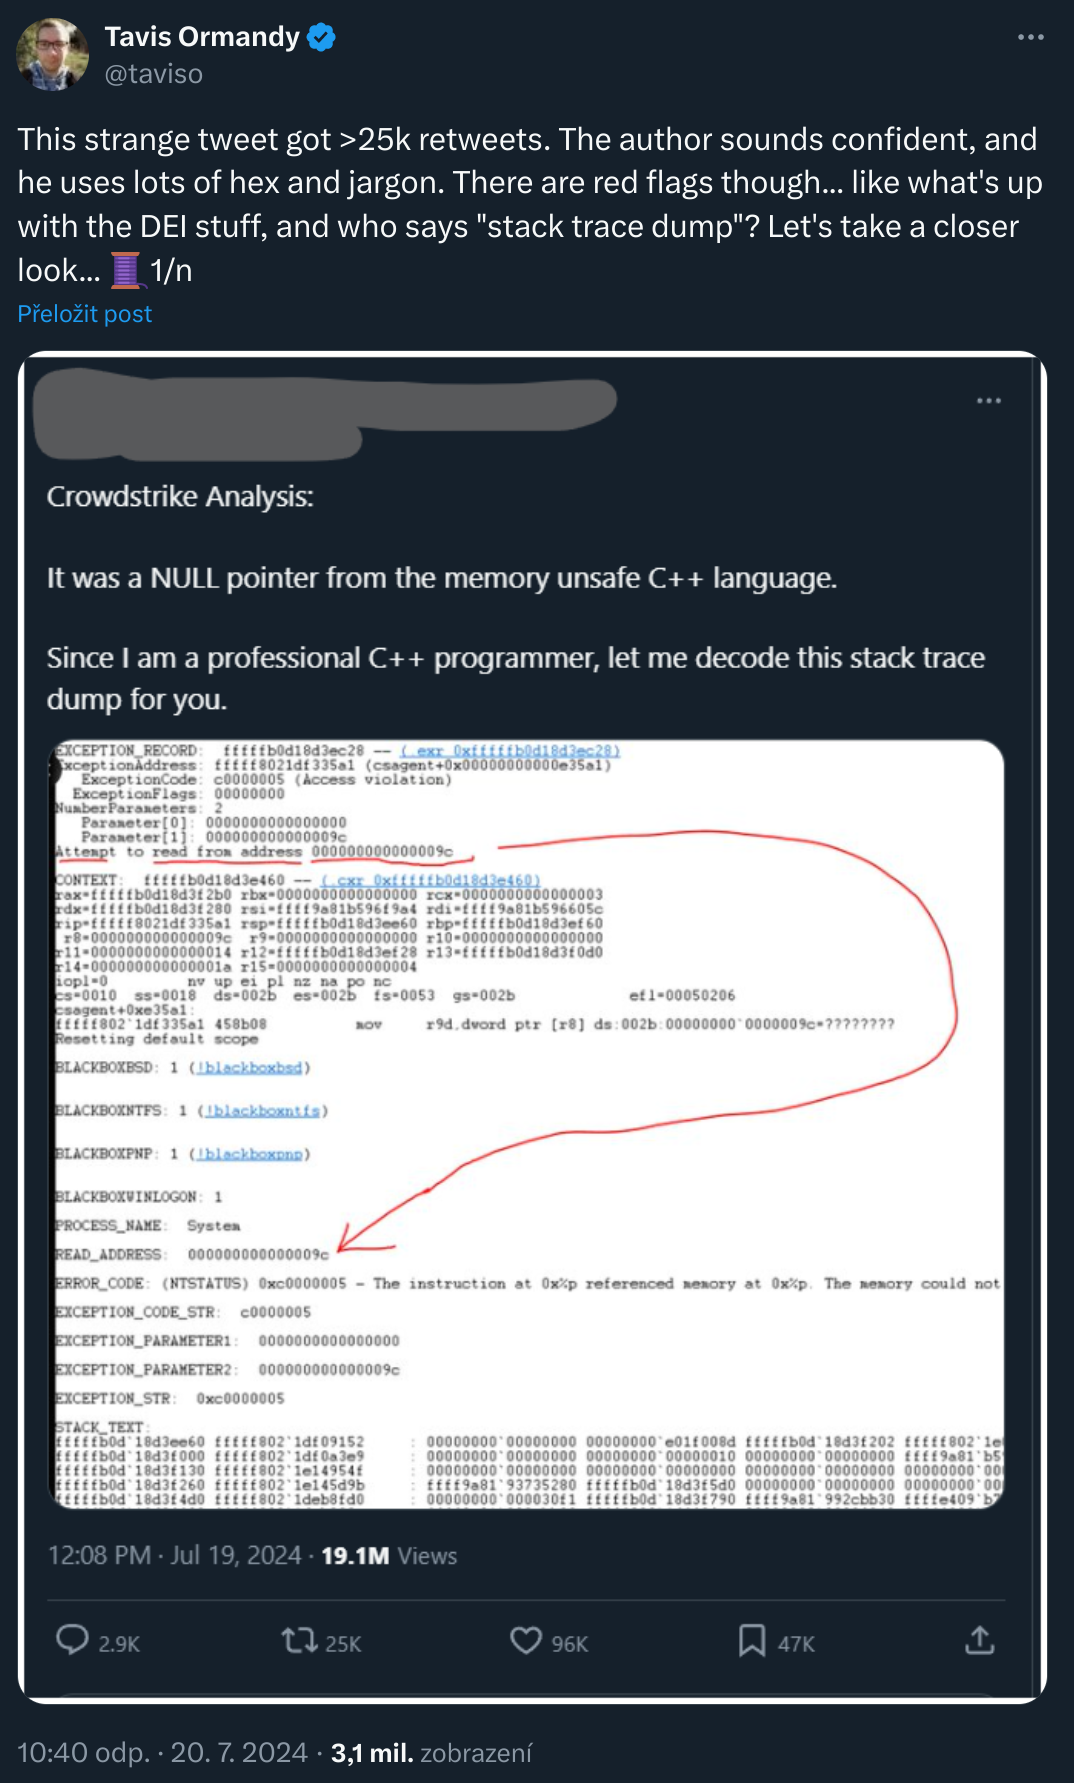 Tavis Ormandy
@taviso
This strange tweet got >25k retweets. The author sounds confident, and
he uses lots of hex and jargon. There are red flags though... like what's up
with the DEI stuff, and who says "stack trace dump"? Let's take a closer
look... 🧵 1/n
Přeložit post
Crowdstrike Analysis:
It was a NULL pointer from the memory unsafe C++ language.
Since I am a professional C++ programmer, let me decode this stack trace
dump for you.
EXCEPTION_RECORD: fffffb0d18d3ec28 -- (.exr 0xfffffb0d18d3ec28)
ExceptionAddress: fffff8021df335a1 (csagent+0x00000000000e35a1)
ExceptionCode: c0000005 (Access violation)
ExceptionFlags: 00000000
NumberParameters: 2
Parameter[0]: 0000000000000000
Parameter[1]: 000000000000009c
Attempt to read from address 000000000000009c
CONTEXT: fffffb0d18d3e460 -- (.cxr 0xfffffb0d18d3e460)
rax=fffffb0d18d3f2b0 rbx=0000000000000000 rcx=0000000000000003
rdx=fffffb0d18d3f280 rsi=ffff9a81b596f9a4 rdi=ffff9a81b596605c
rip=fffff8021df335a1 rsp=fffffb0d18d3ee60 rbp=fffffb0d18d3ef60
r8=000000000000009c r9=0000000000000000 r10=0000000000000000
r11=0000000000000014 r12=fffffb0d18d3ef28 r13=fffffb0d18d3f0d0
r14=000000000000001a r15=0000000000000004
iopl=0 nv up ei pl nz na po nc
cs=0010 ss=0018 ds=002b es=002b fs=0053 gs=002b efl=00050206
csagent+0xe35a1:
fffff802`1df335a1 458b08 mov r9d,dword ptr [r8] ds:002b:00000000`0000009c=????????
Resetting default scope
BLACKBOXBSD: 1 (!blackboxbsd)
BLACKBOXNTFS: 1 (!blackboxntfs)
BLACKBOXPNP: 1 (!blackboxpnp)
BLACKBOXWINLOGON: 1
PROCESS_NAME: System
READ_ADDRESS: 000000000000009c
ERROR_CODE: (NTSTATUS) 0xc0000005 - The instruction at 0x%p referenced memory at 0x%p. The memory could not
EXCEPTION_CODE_STR: c0000005
EXCEPTION_PARAMETER1: 0000000000000000
EXCEPTION_PARAMETER2: 000000000000009c
EXCEPTION_STR: 0xc0000005
STACK_TEXT:
fffffb0d`18d3ee60 fffff802`1df09152 : 00000000`00000000 00000000`e01f008d fffffb0d`18d3f202 fffff802`1e
fffffb0d`18d3f000 fffff802`1df0a3e9 : 00000000`00000000 00000000`00000010 00000000`00000000 ffff9a81`b5
fffffb0d`18d3f130 fffff802`1e14954f : 00000000`00000000 00000000`00000000 00000000`00000000 00000000`00
fffffb0d`18d3f260 fffff802`1e145d9b : ffff9a81`93735280 fffffb0d`18d3f5d0 00000000`00000000 00000000`00
fffffb0d`18d3f4d0 fffff802`1deb8fd0 : 00000000`00003f1 fffffb0d`18d3f790 ffff9a81`992cbb30 ffffe409`b7
12:08 PM · Jul 19, 2024 · 19.1M Views
2.9K 25K 96K 47K
10:40 odp. · 20. 7. 2024 · 3,1 mil. zobrazení